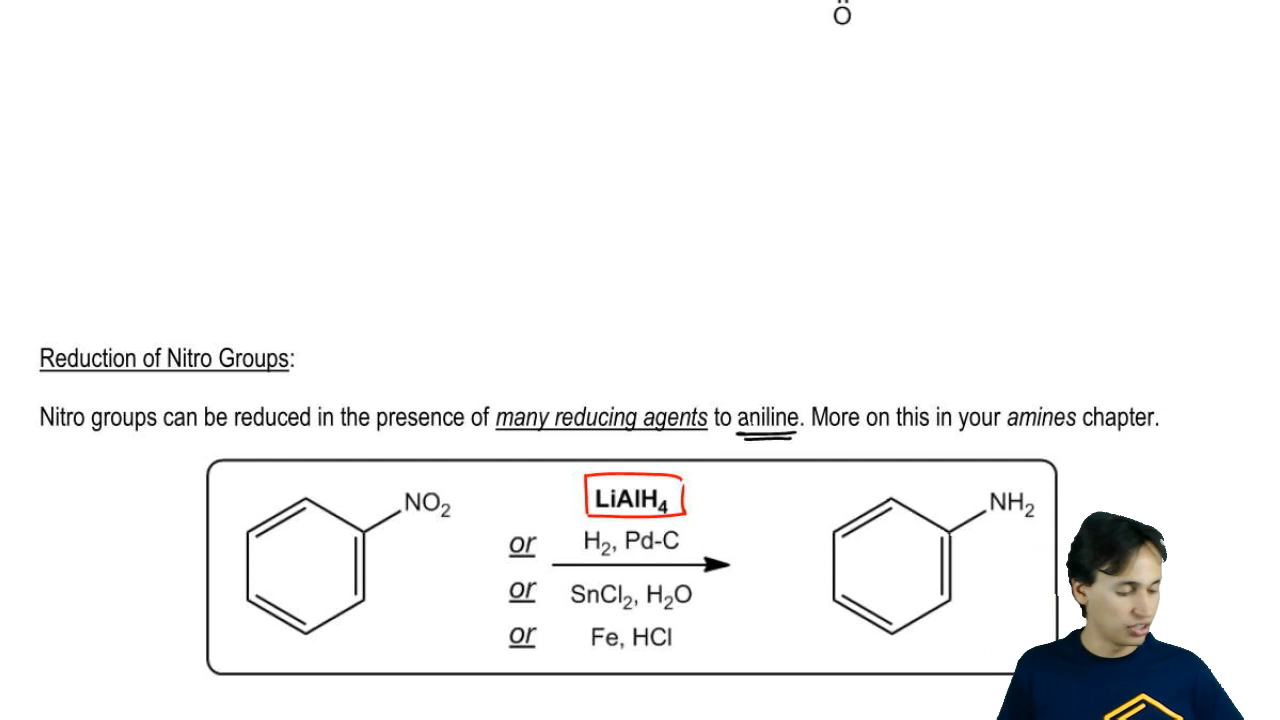 O
Reduction of Nitro Groups:
Nitro groups can be reduced in the presence of many reducing agents to aniline. More on this in your amines chapter.
NO₂
LiAlH₄
or H₂, Pd-C
or SnCl₂, H₂O
or Fe, HCl
NH₂